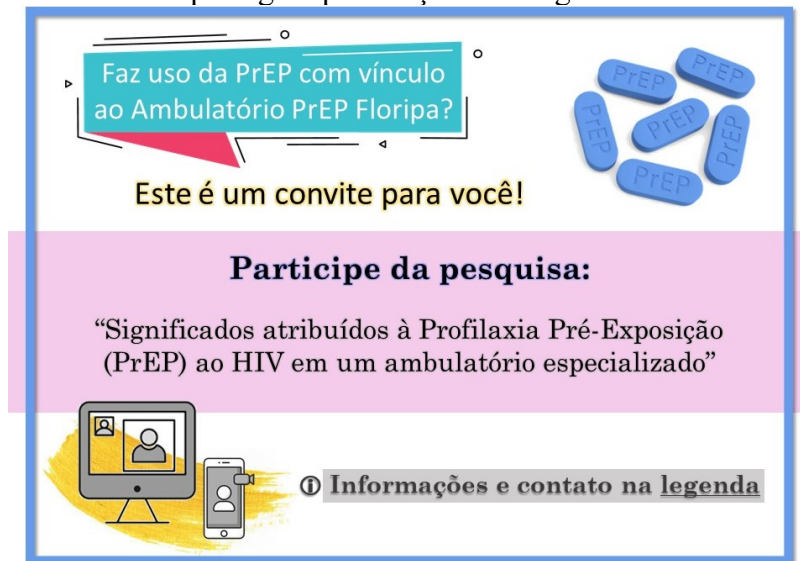 Faz uso da PrEP com vínculo
ao Ambulatório PrEP Floripa?
PrEP
PrEP
PrEP
PrEP
PrEP
PrEP
Este é um convite para você!
Participe da pesquisa:
“Significados atribuídos à Profilaxia Pré-Exposição
(PrEP) ao HIV em um ambulatório especializado”
Informações e contato na legenda